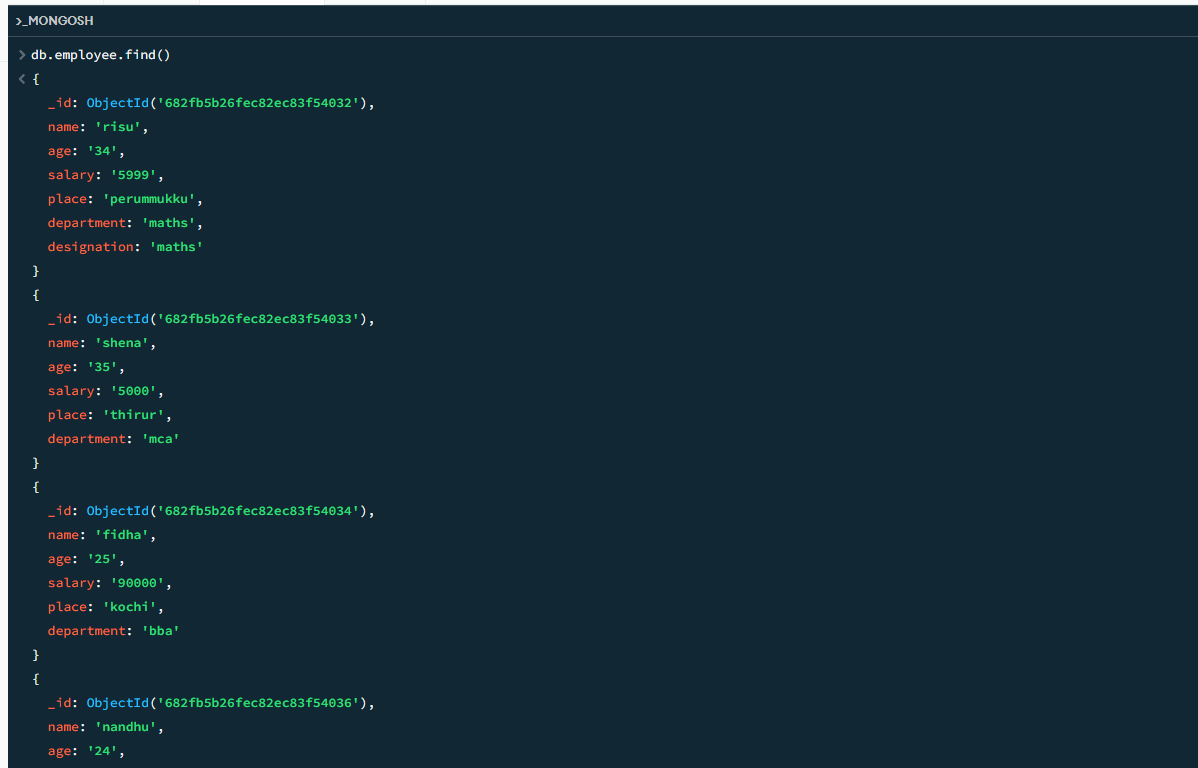 >_MONGOSH
> db.employee.find()
< {
_id: ObjectId('682fb5b26fec82ec83f54032'),
name: 'risu',
age: '34',
salary: '5999',
place: 'perummukku',
department: 'maths',
designation: 'maths'
}
{
_id: ObjectId('682fb5b26fec82ec83f54033'),
name: 'shena',
age: '35',
salary: '5000',
place: 'thirur',
department: 'mca'
}
{
_id: ObjectId('682fb5b26fec82ec83f54034'),
name: 'fidha',
age: '25',
salary: '90000',
place: 'kochi',
department: 'bba'
}
{
_id: ObjectId('682fb5b26fec82ec83f54036'),
name: 'nandhu',
age: '24',